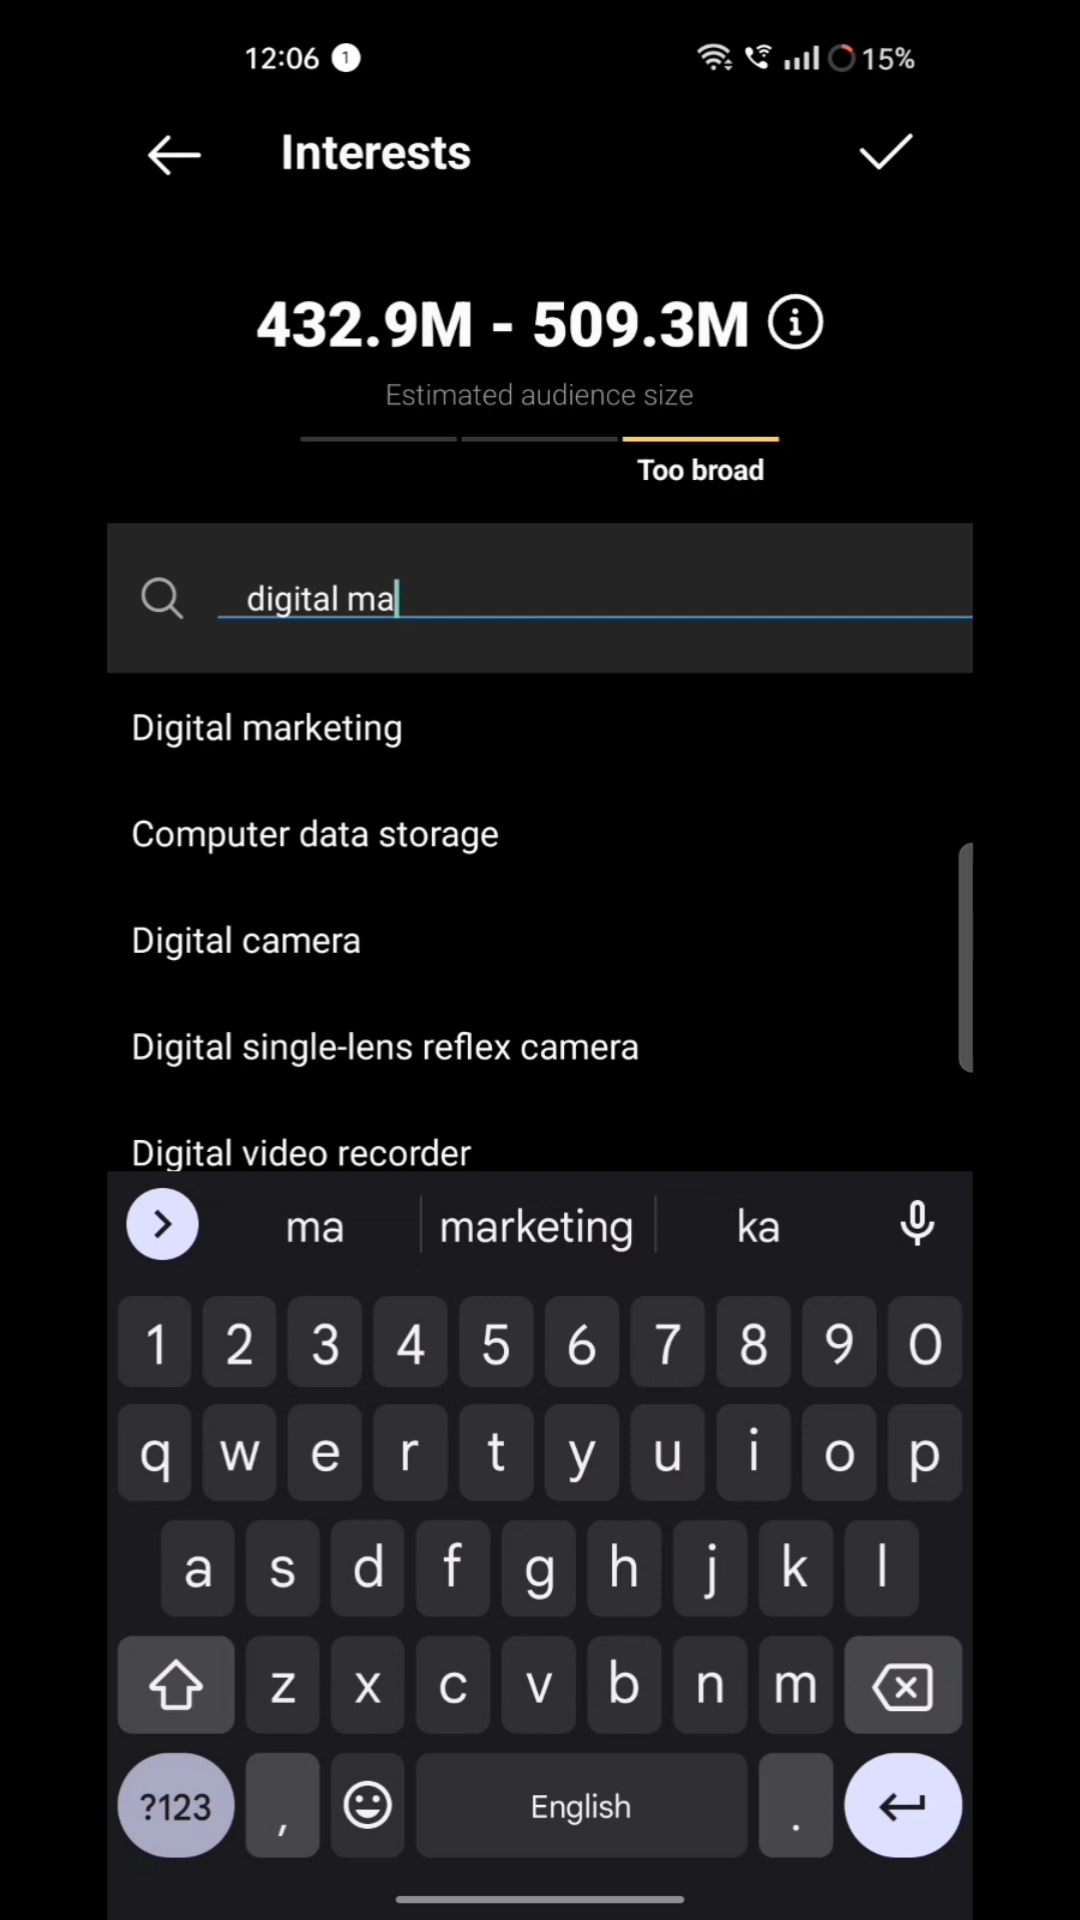 12:06 1 15%
Interests
432.9M - 509.3M
Estimated audience size
Too broad
digital ma
Digital marketing
Computer data storage
Digital camera
Digital single-lens reflex camera
Digital video recorder
ma marketing ka
1 2 3 4 5 6 7 8 9 0
q w e r t y u i o p
a s d f g h j k l
z x c v b n m
?123 , English .